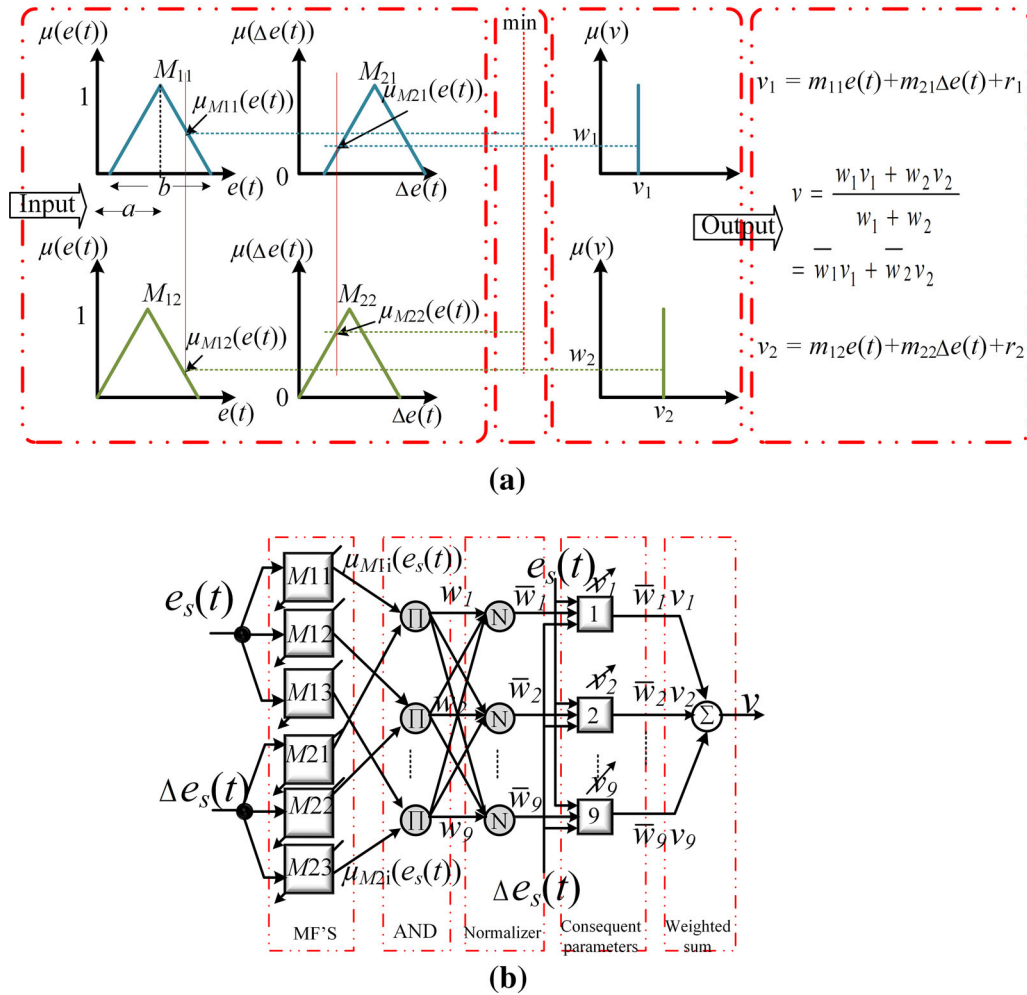 min
μ(e(t))
M11
1
μM11(e(t))
b
a
e(t)
μ(Δe(t))
M21
μM21(e(t))
0
Δe(t)
μ(v)
w1
v1
v1 = m11e(t)+m21Δe(t)+r1
Input
Output
v = (w1v1 + w2v2) / (w1 + w2)
= w̅1v1 + w̅2v2
μ(e(t))
M12
1
μM12(e(t))
e(t)
μ(Δe(t))
M22
μM22(e(t))
0
Δe(t)
μ(v)
w2
v2
v2 = m12e(t)+m22Δe(t)+r2
(a)
es(t)
Δes(t)
M11
M12
M13
M21
M22
M23
μM1i(es(t))
μM2i(es(t))
Π
Π
Π
w1
w2
w9
N
N
N
w̅1
w̅2
w̅9
es(t)
Δes(t)
v1
1
v2
2
v9
9
w̅1v1
w̅2v2
w̅9v9
Σ
v
MF'S
AND
Normalizer
Consequent
parameters
Weighted
sum
(b)